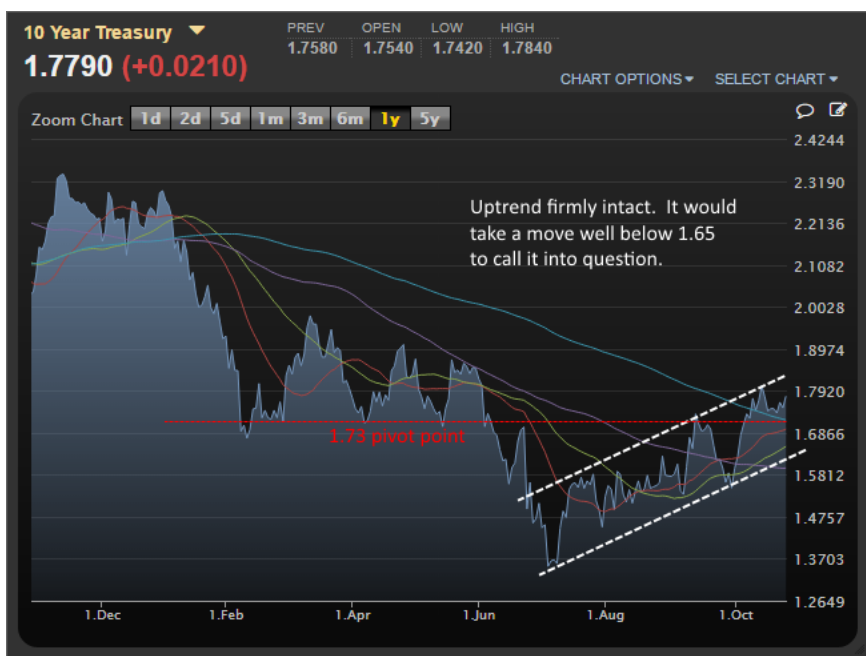 10 Year Treasury
PREV OPEN LOW HIGH
1.7580 1.7540 1.7420 1.7840
1.7790 (+0.0210)
CHART OPTIONS SELECT CHART
Zoom Chart 1d 2d 5d 1m 3m 6m 1y 5y
2.4244
2.3190
2.2136
2.1082
2.0028
1.8974
1.7920
1.6866
1.5812
1.4757
1.3703
1.2649
Uptrend firmly intact.  It would
take a move well below 1.65
to call it into question.
1.73 pivot point
1.Dec 1.Feb 1.Apr 1.Jun 1.Aug 1.Oct